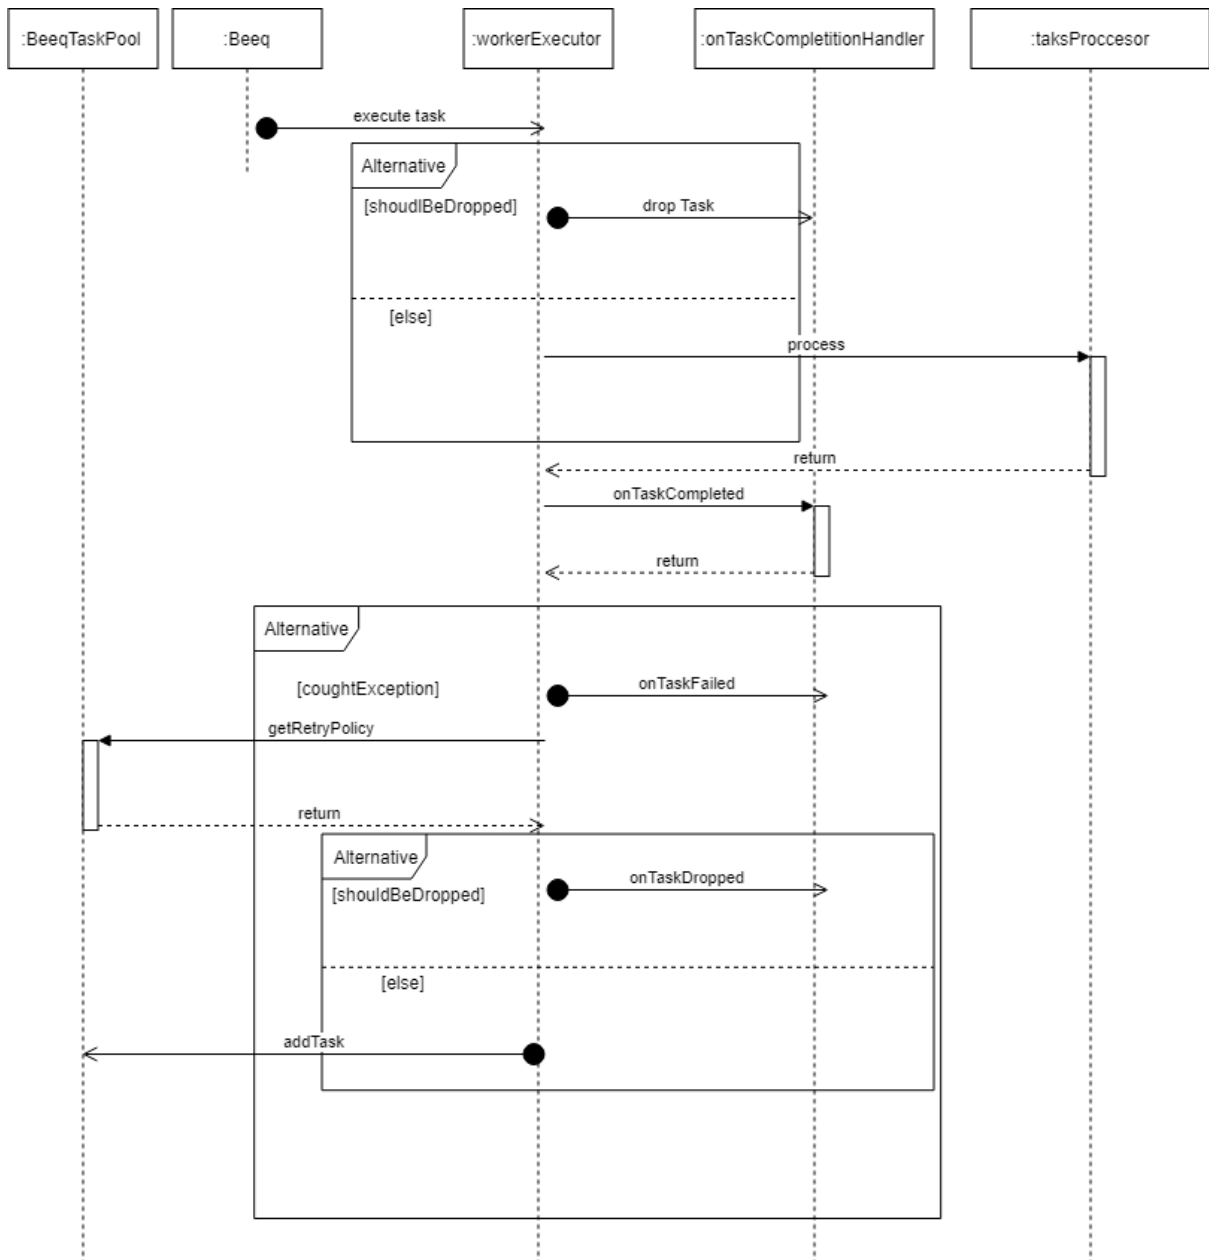 :BeeqTaskPool
:Beeq
:workerExecutor
:onTaskCompletitionHandler
:taksProccesor
execute task
Alternative
[shoudlBeDropped]
drop Task
[else]
process
return
onTaskCompleted
return
Alternative
[coughtException]
onTaskFailed
getRetryPolicy
return
Alternative
[shouldBeDropped]
onTaskDropped
[else]
addTask